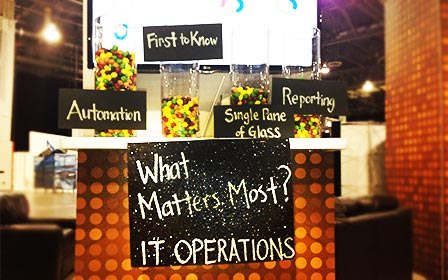 First to Know
Automation
Single Pane
of Glass
Reporting
What
Matters Most?
IT OPERATIONS